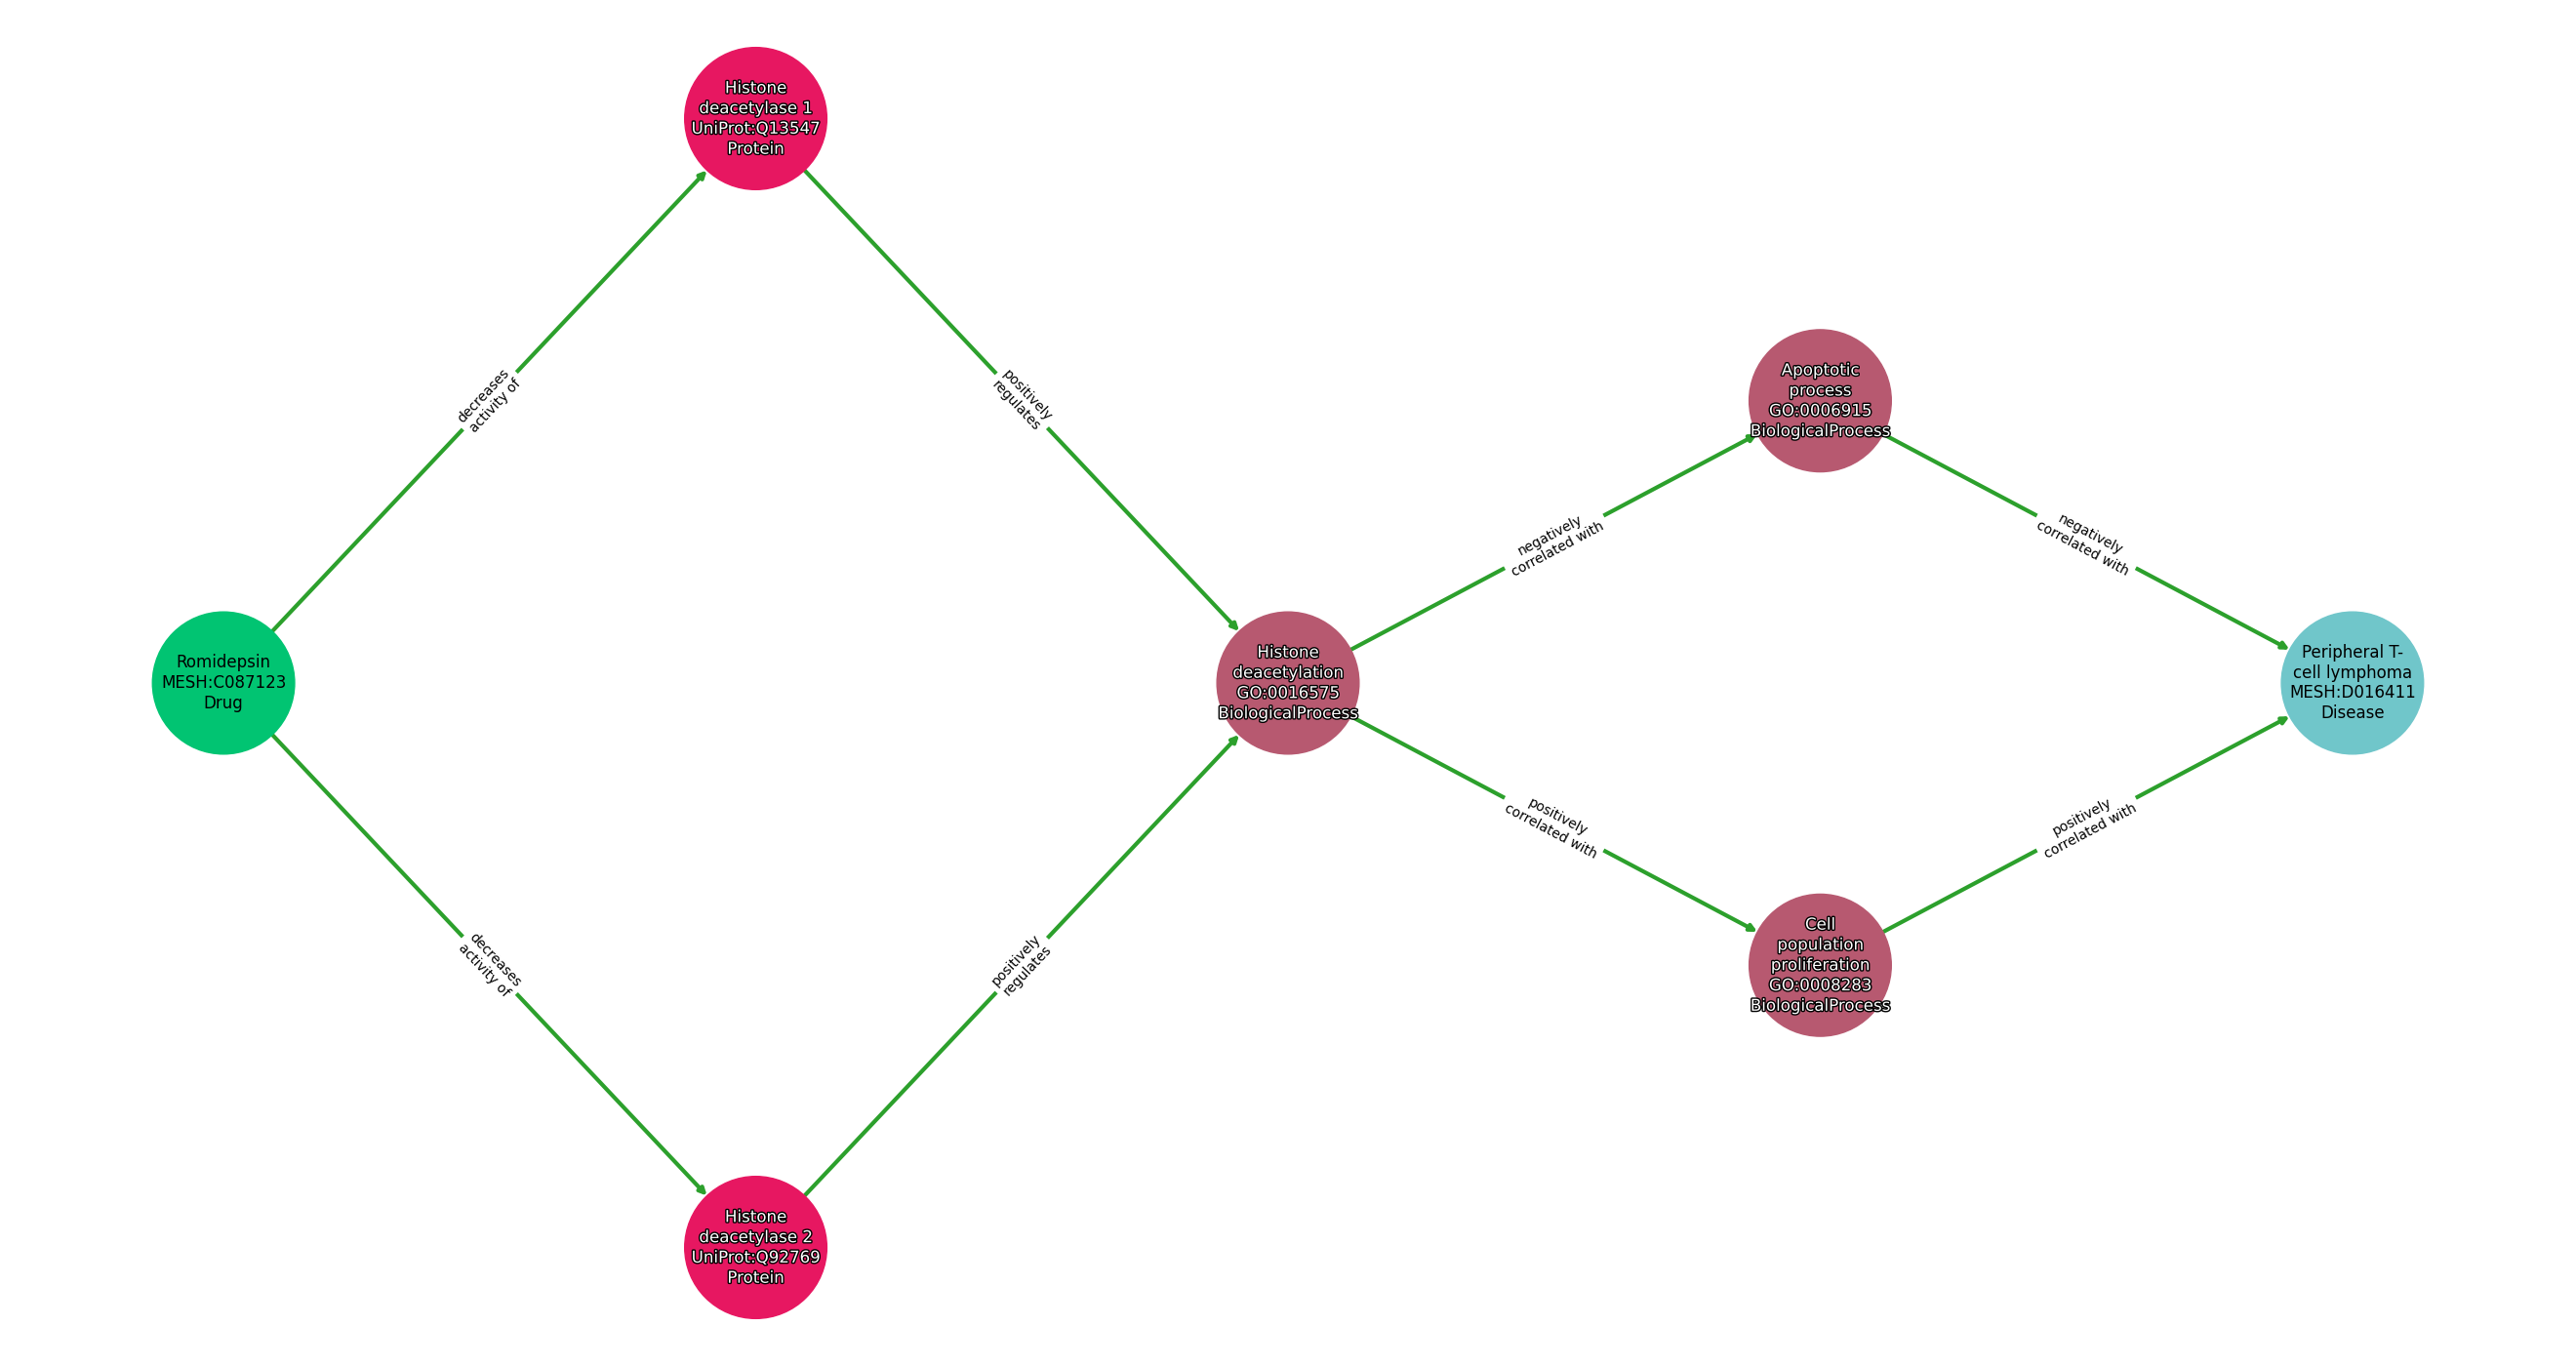 Histone
deacetylase 1
UniProt:Q13547
Protein
decreases
activity of
positively
regulates
Apoptotic
process
GO:0006915
BiologicalProcess
negatively
correlated with
negatively
correlated with
Romidepsin
MESH:C087123
Drug
Histone
deacetylation
GO:0016575
BiologicalProcess
Peripheral T-
cell lymphoma
MESH:D016411
Disease
positively
correlated with
positively
correlated with
Cell
population
proliferation
GO:0008283
BiologicalProcess
decreases
activity of
positively
regulates
Histone
deacetylase 2
UniProt:Q92769
Protein